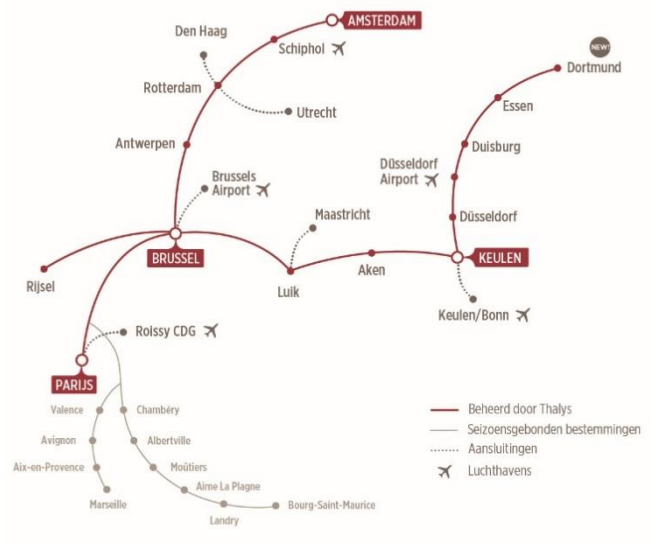 AMSTERDAM
Den Haag
Schiphol
NEW!
Dortmund
Rotterdam
Essen
Utrecht
Antwerpen
Duisburg
Düsseldorf
Airport
Brussels
Airport
Maastricht
Düsseldorf
BRUSSEL
KEULEN
Aken
Rijsel
Luik
Keulen/Bonn
Roissy CDG
PARIJS
Valence
Chambéry
Beheerd door Thalys
Seizoensgebonden bestemmingen
Avignon
Albertville
Aansluitingen
Aix-en-Provence
Moûtiers
Luchthavens
Aime La Plagne
Marseille
Bourg-Saint-Maurice
Landry